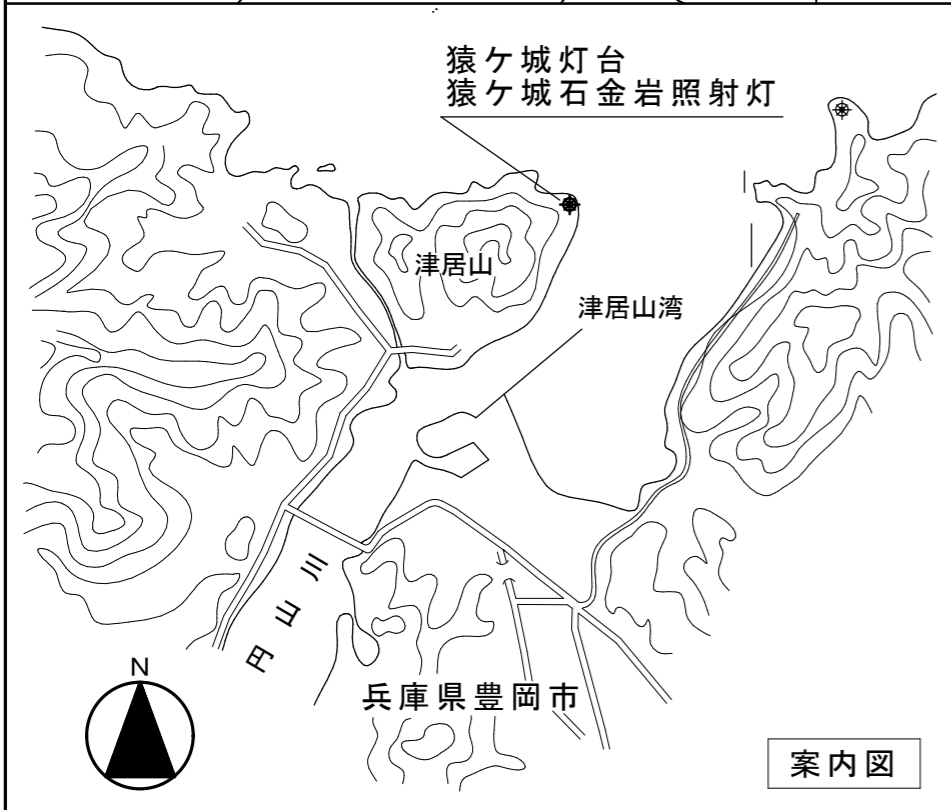 猿ケ城灯台
猿ケ城石金岩照射灯
津居山
津居山湾
円山川
兵庫県豊岡市
N
案内図